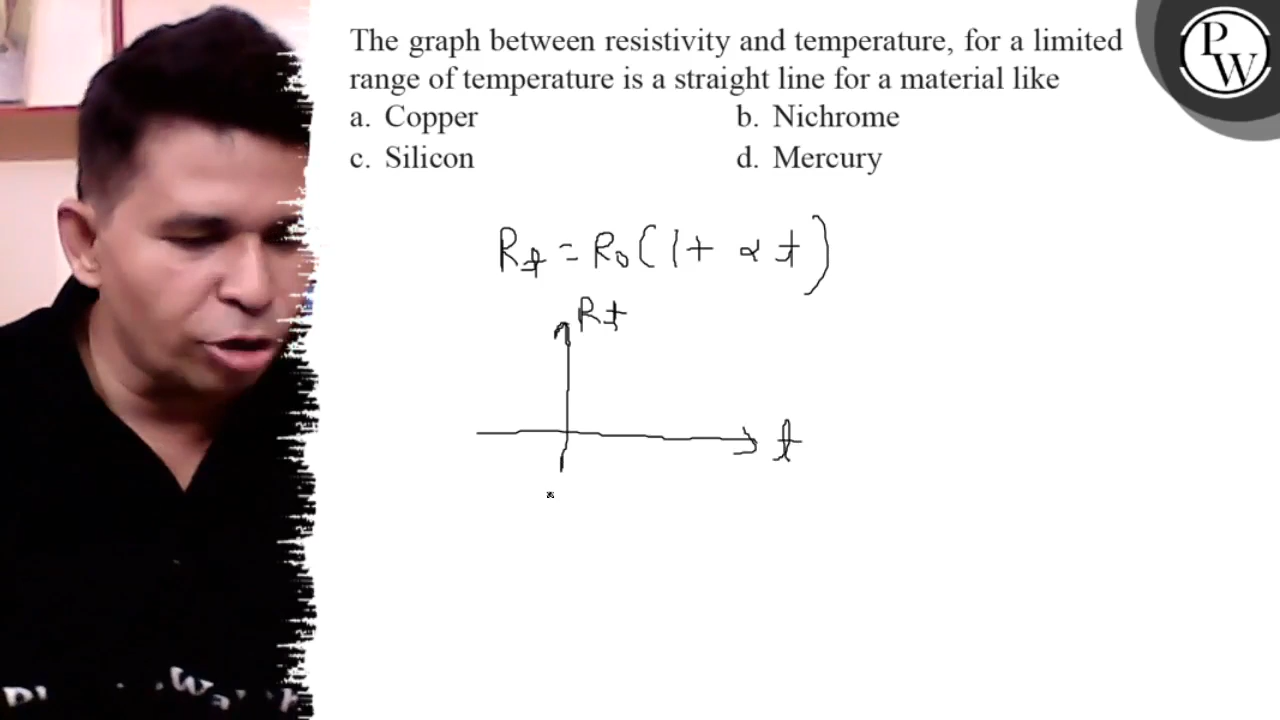 The graph between resistivity and temperature, for a limited
range of temperature is a straight line for a material like
a. Copper b. Nichrome
c. Silicon d. Mercury
PW
Rt = R0 ( 1 + α t )
Rt
t